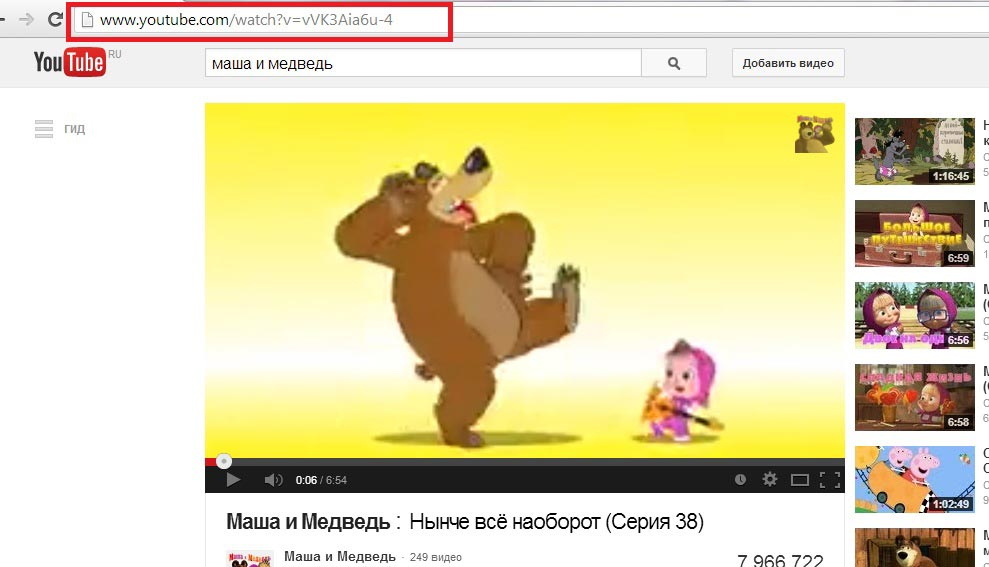 www.youtube.com/watch?v=vVK3Aia6u-4
YouTube RU
маша и медведь
Добавить видео
ГИД
1:16:45
БОЛЬШОЕ
ПУТЕШЕСТВИЕ
6:59
6:56
6:58
1:02:49
0:06 / 6:54
Маша и Медведь : Нынче всё наоборот (Серия 38)
Маша и Медведь · 249 видео
7 966 722